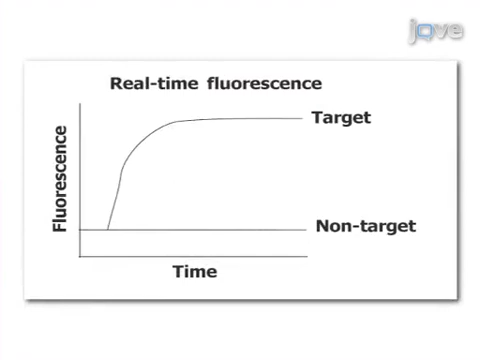 jove
Real-time fluorescence
Target
Fluorescence
Non-target
Time